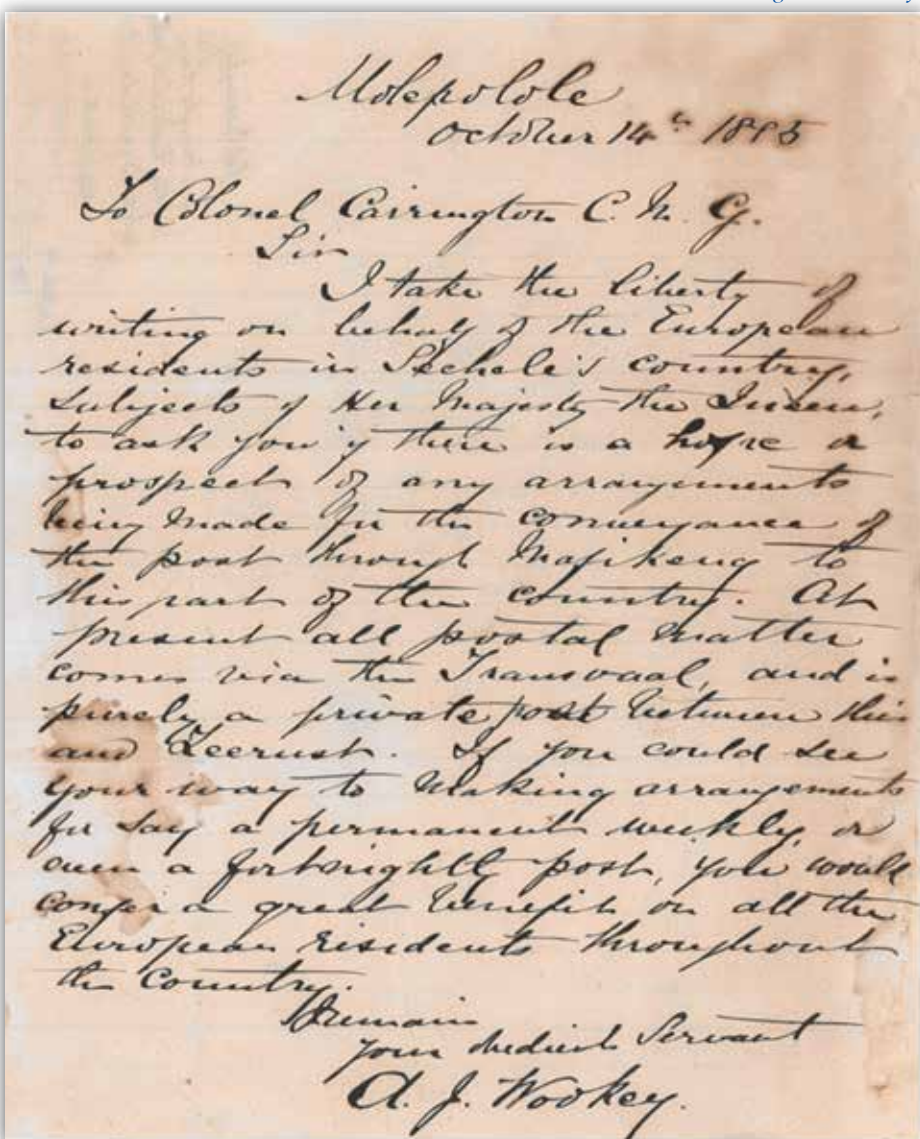 Molepolole
October 14th 1885
To Colonel Carrington C. M. G.
Sir
I take the liberty of
writing on behalf of the European
residents in Sechele's country,
subjects of Her Majesty the Queen,
to ask you if there is a hope or
prospect of any arrangements
being made for the conveyance of
the post through Mafikeng to
this part of the country. At
present all postal matter
comes via the Transvaal, and is
purely a private post between this
and Zeerust. If you could see
your way to making arrangements
for say a permanent weekly, or
even a fortnightly post, you would
confer a great benefit on all the
European residents throughout
the country.
I remain
your obedient Servant
A. J. Wookey.